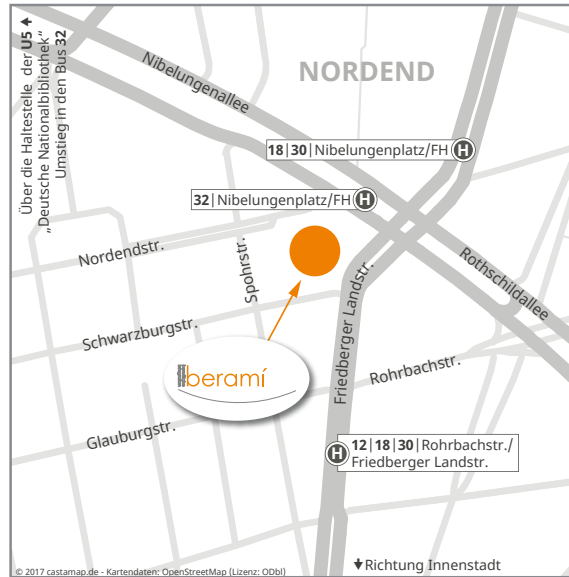 Über die Haltestelle der U5
„Deutsche Nationalbibliothek“
Umstieg in den Bus 32
Nibelungenallee
NORDEND
18|30|Nibelungenplatz/FH H
32|Nibelungenplatz/FH H
Nordendstr.
Spohrstr.
Rothschildallee
Schwarzburgstr.
Friedberger Landstr.
beramí
Rohrbachstr.
Glauburgstr.
H 12|18|30|Rohrbachstr./
Friedberger Landstr.
Richtung Innenstadt
© 2017 castamap.de - Kartendaten: OpenStreetMap (Lizenz: ODbl)